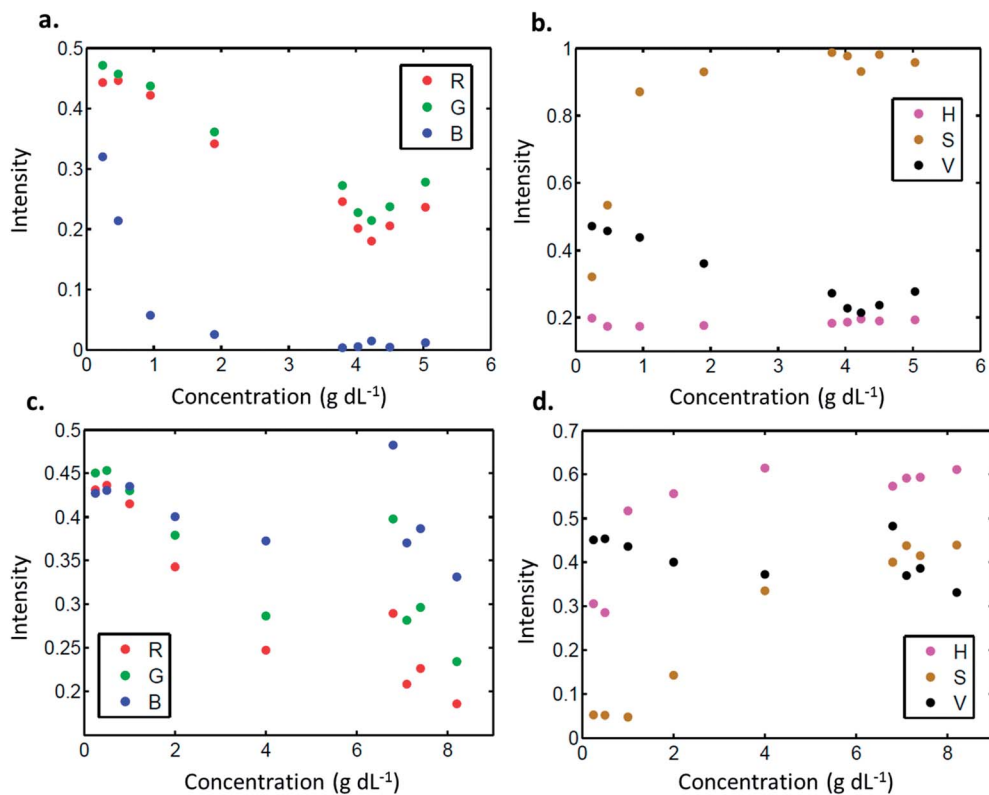 a.
0.5
0.4
0.3
0.2
0.1
0
0 1 2 3 4 5 6
Intensity
Concentration (g dL-1)
R
G
B
b.
1
0.8
0.6
0.4
0.2
0 1 2 3 4 5 6
Intensity
Concentration (g dL-1)
H
S
V
c.
0.5
0.45
0.4
0.35
0.3
0.25
0.2
0 2 4 6 8
Intensity
Concentration (g dL-1)
R
G
B
d.
0.7
0.6
0.5
0.4
0.3
0.2
0.1
0
0 2 4 6 8
Intensity
Concentration (g dL-1)
H
S
V